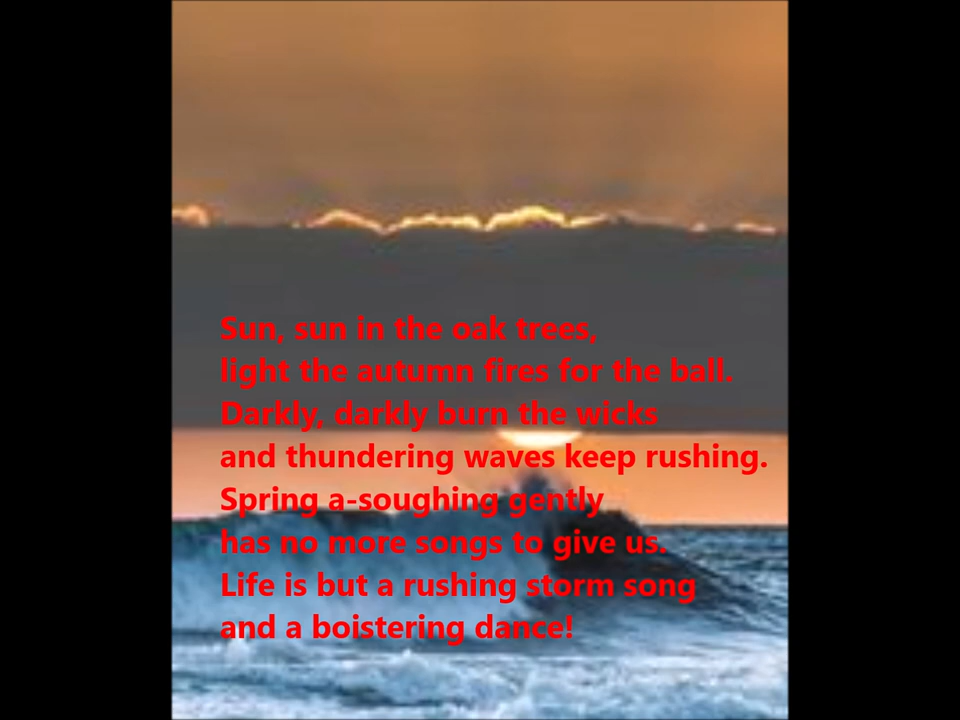 Sun, sun in the oak trees,
light the autumn fires for the ball.
Darkly, darkly burn the wicks
and thundering waves keep rushing.
Spring a-soughing gently
has no more songs to give us.
Life is but a rushing storm song
and a boistering dance!